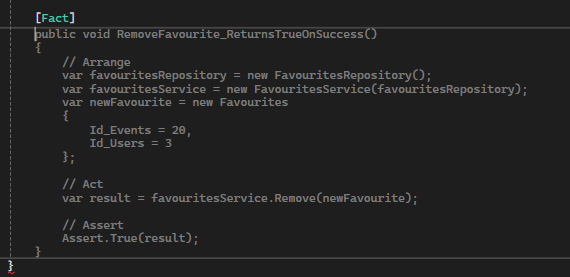 [Fact]
public void RemoveFavourite_ReturnsTrueOnSuccess()
{
    // Arrange
    var favouritesRepository = new FavouritesRepository();
    var favouritesService = new FavouritesService(favouritesRepository);
    var newFavourite = new Favourites
    {
        Id_Events = 20,
        Id_Users = 3
    };

    // Act
    var result = favouritesService.Remove(newFavourite);

    // Assert
    Assert.True(result);
}
}